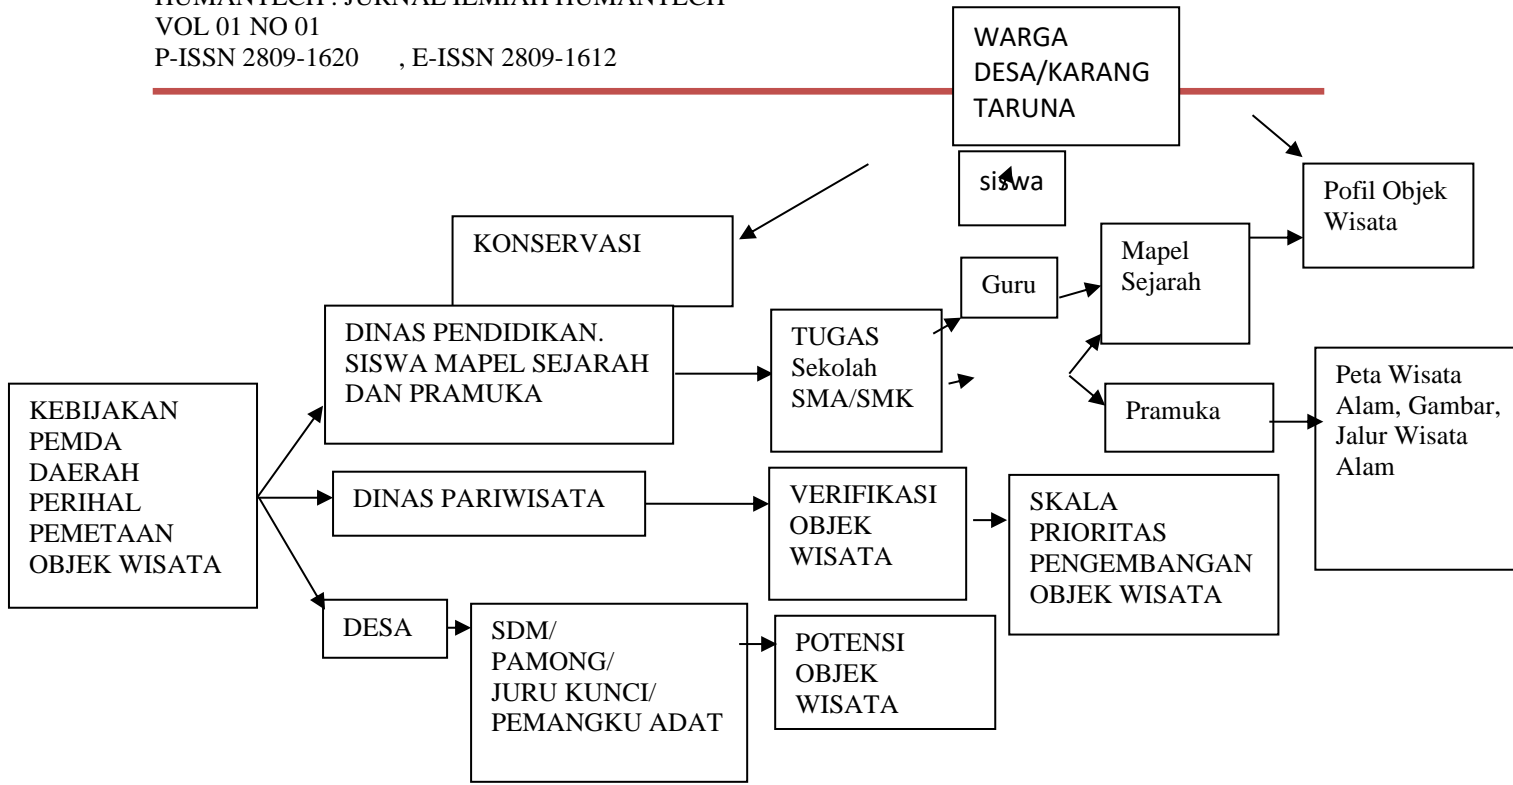 HUMANTECH : JURNAL ILMIAH HUMANTECH
VOL 01 NO 01
P-ISSN 2809-1620 , E-ISSN 2809-1612
WARGA
DESA/KARANG
TARUNA
siswa
Pofil Objek
Wisata
KONSERVASI
Mapel
Sejarah
Guru
DINAS PENDIDIKAN.
SISWA MAPEL SEJARAH
DAN PRAMUKA
TUGAS
Sekolah
SMA/SMK
Peta Wisata
Alam, Gambar,
Jalur Wisata
Alam
Pramuka
KEBIJAKAN
PEMDA
DAERAH
PERIHAL
PEMETAAN
OBJEK WISATA
DINAS PARIWISATA
VERIFIKASI
OBJEK
WISATA
SKALA
PRIORITAS
PENGEMBANGAN
OBJEK WISATA
DESA
SDM/
PAMONG/
JURU KUNCI/
PEMANGKU ADAT
POTENSI
OBJEK
WISATA